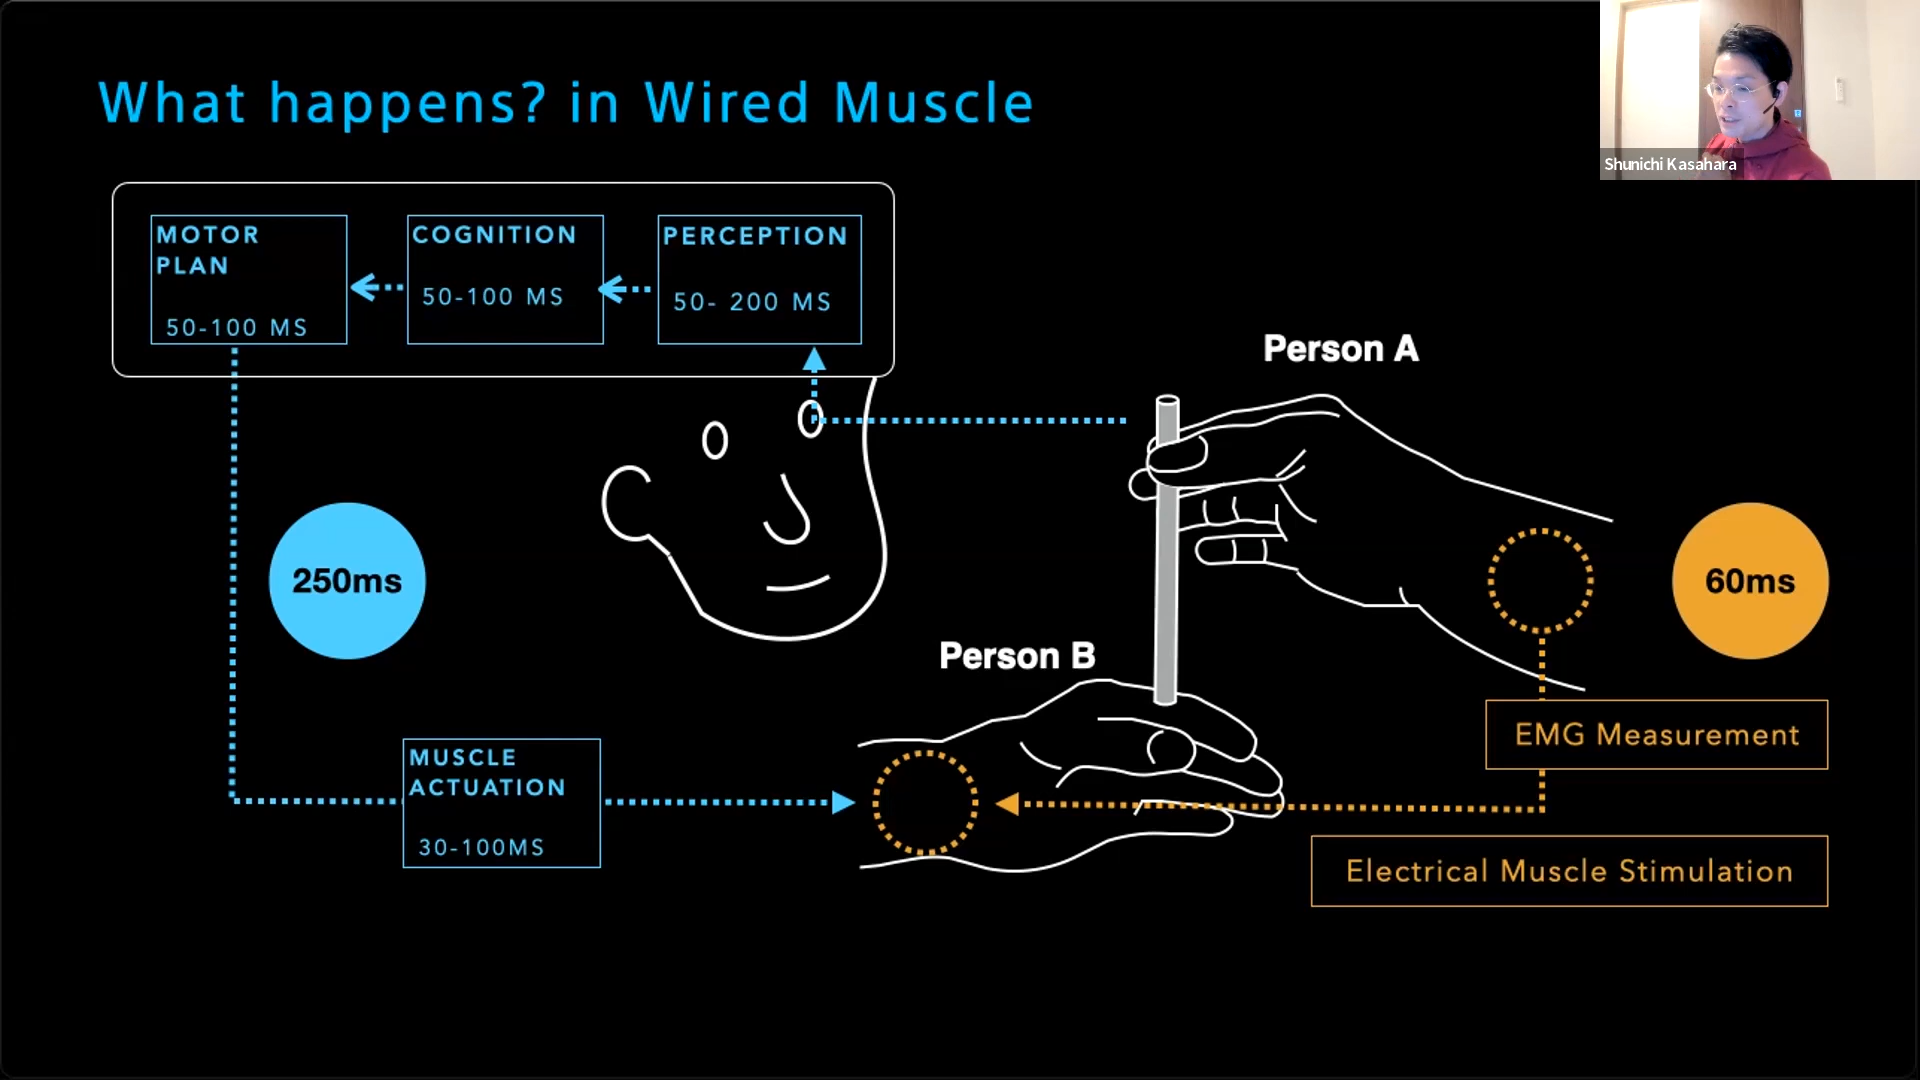 What happens? in Wired Muscle
Shunichi Kasahara
MOTOR
PLAN
50-100 MS
COGNITION
50-100 MS
PERCEPTION
50- 200 MS
Person A
250ms
60ms
Person B
EMG Measurement
MUSCLE
ACTUATION
30-100MS
Electrical Muscle Stimulation